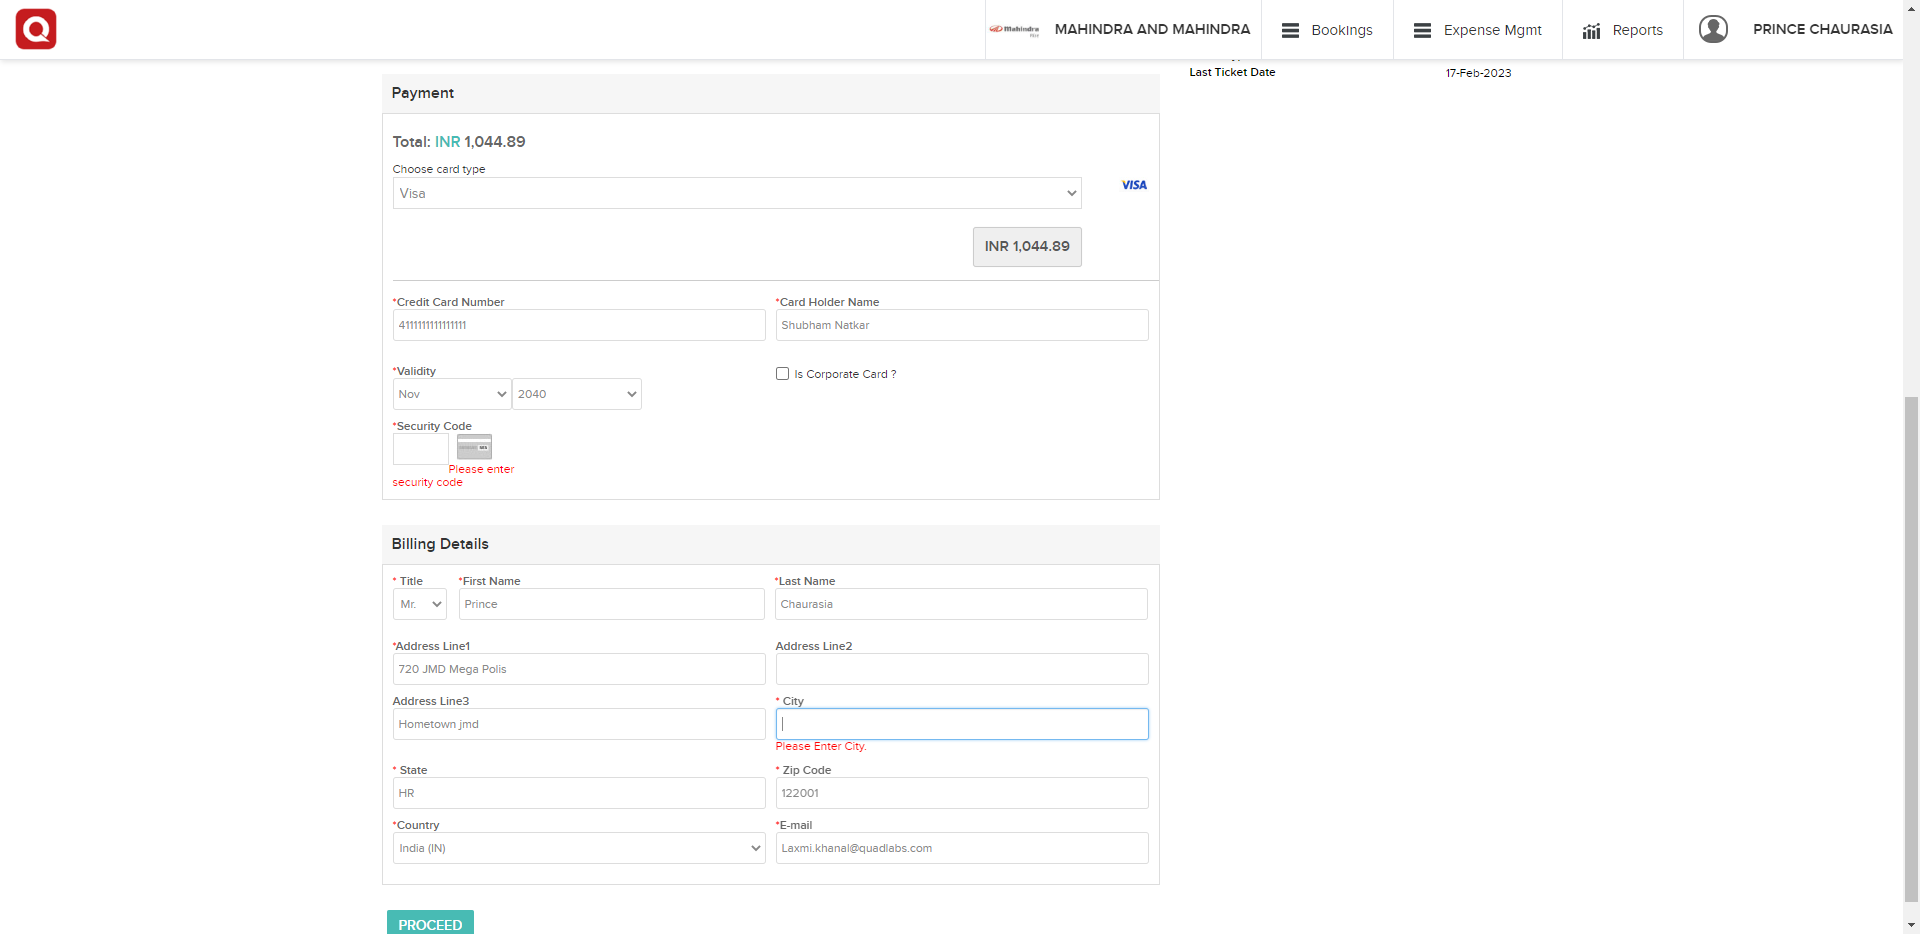 Q
Mahindra
MAHINDRA AND MAHINDRA
Bookings
Expense Mgmt
Reports
PRINCE CHAURASIA
Last Ticket Date 17-Feb-2023
Payment
Total: INR 1,044.89
Choose card type
Visa
VISA
INR 1,044.89
*Credit Card Number *Card Holder Name
4111111111111111 Shubham Natkar
*Validity
Is Corporate Card ?
Nov 2040
*Security Code
Please enter
security code
Billing Details
* Title *First Name *Last Name
Mr. Prince Chaurasia
*Address Line1 Address Line2
720 JMD Mega Polis
Address Line3 * City
Hometown jmd
Please Enter City.
* State * Zip Code
HR 122001
*Country *E-mail
India (IN) Laxmi.khanal@quadlabs.com
PROCEED